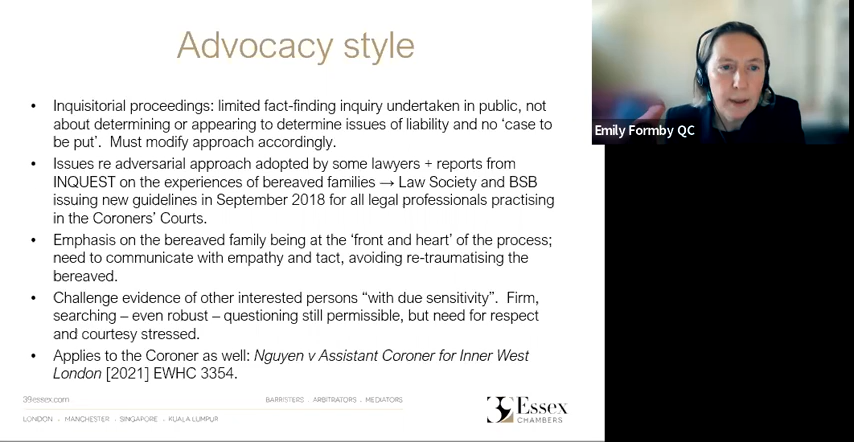 Advocacy style
Emily Formby QC
• Inquisitorial proceedings: limited fact-finding inquiry undertaken in public, not
about determining or appearing to determine issues of liability and no ‘case to
be put’.  Must modify approach accordingly.
• Issues re adversarial approach adopted by some lawyers + reports from
INQUEST on the experiences of bereaved families → Law Society and BSB
issuing new guidelines in September 2018 for all legal professionals practising
in the Coroners’ Courts.
• Emphasis on the bereaved family being at the ‘front and heart’ of the process;
need to communicate with empathy and tact, avoiding re-traumatising the
bereaved.
• Challenge evidence of other interested persons “with due sensitivity”.  Firm,
searching – even robust – questioning still permissible, but need for respect
and courtesy stressed.
• Applies to the Coroner as well: Nguyen v Assistant Coroner for Inner West
London [2021] EWHC 3354.
39essex.com
BARRISTERS . ARBITRATORS . MEDIATORS
LONDON . MANCHESTER . SINGAPORE . KUALA LUMPUR
39 Essex
CHAMBERS